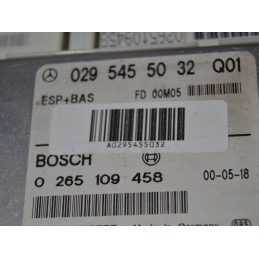 0265109459
029 545 50 32 Q01
ESP+BAS FD 00M05
A0295455032
BOSCH
0 265 109 458 00-05-18
Made in Germany